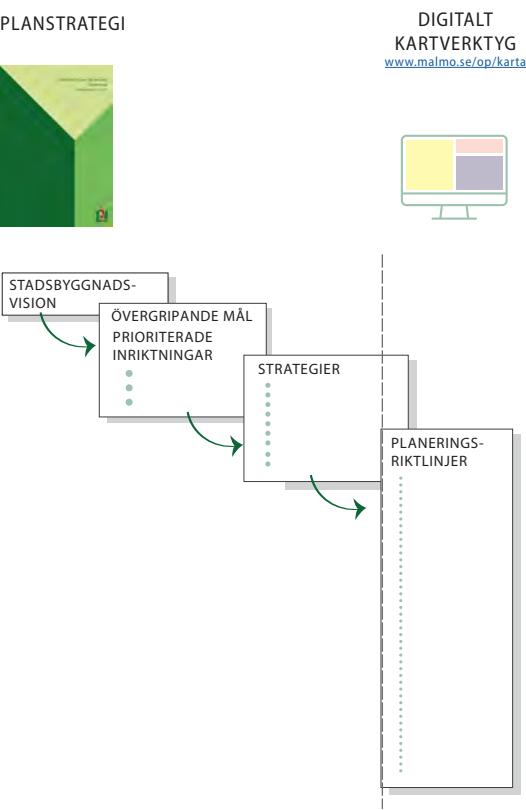 PLANSTRATEGI
DIGITALT
KARTVERKTYG
www.malmo.se/op/karta
STADSBYGGNADS-
VISION
ÖVERGRIPANDE MÅL
PRIORITERADE
INRIKTNINGAR
STRATEGIER
PLANERINGS-
RIKTLINJER